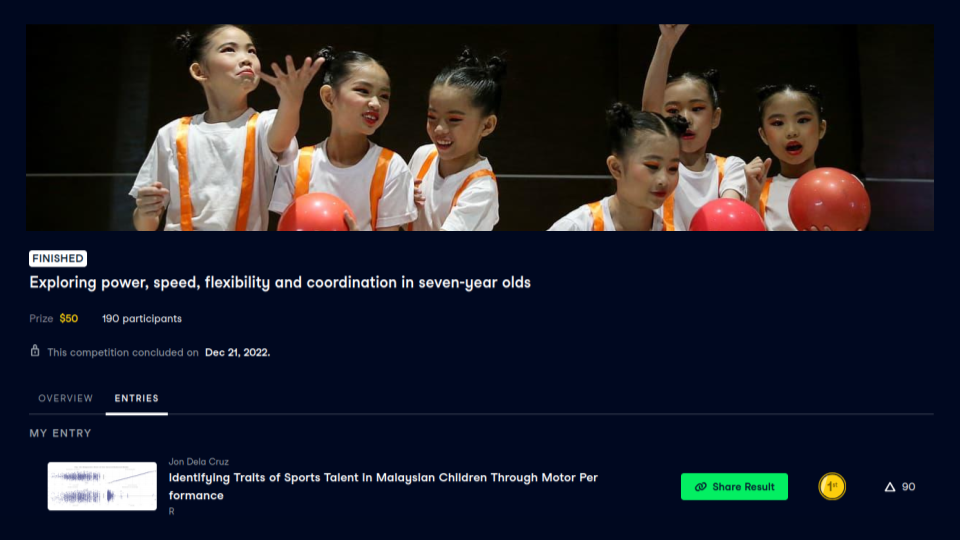 FINISHED
Exploring power, speed, flexibility and coordination in seven-year olds
Prize $50 190 participants
This competition concluded on Dec 21, 2022.
OVERVIEW ENTRIES
MY ENTRY
Jon Dela Cruz
Identifying Traits of Sports Talent In Malaysian Children Through Motor Per
formance
R
Share Result
1st
90